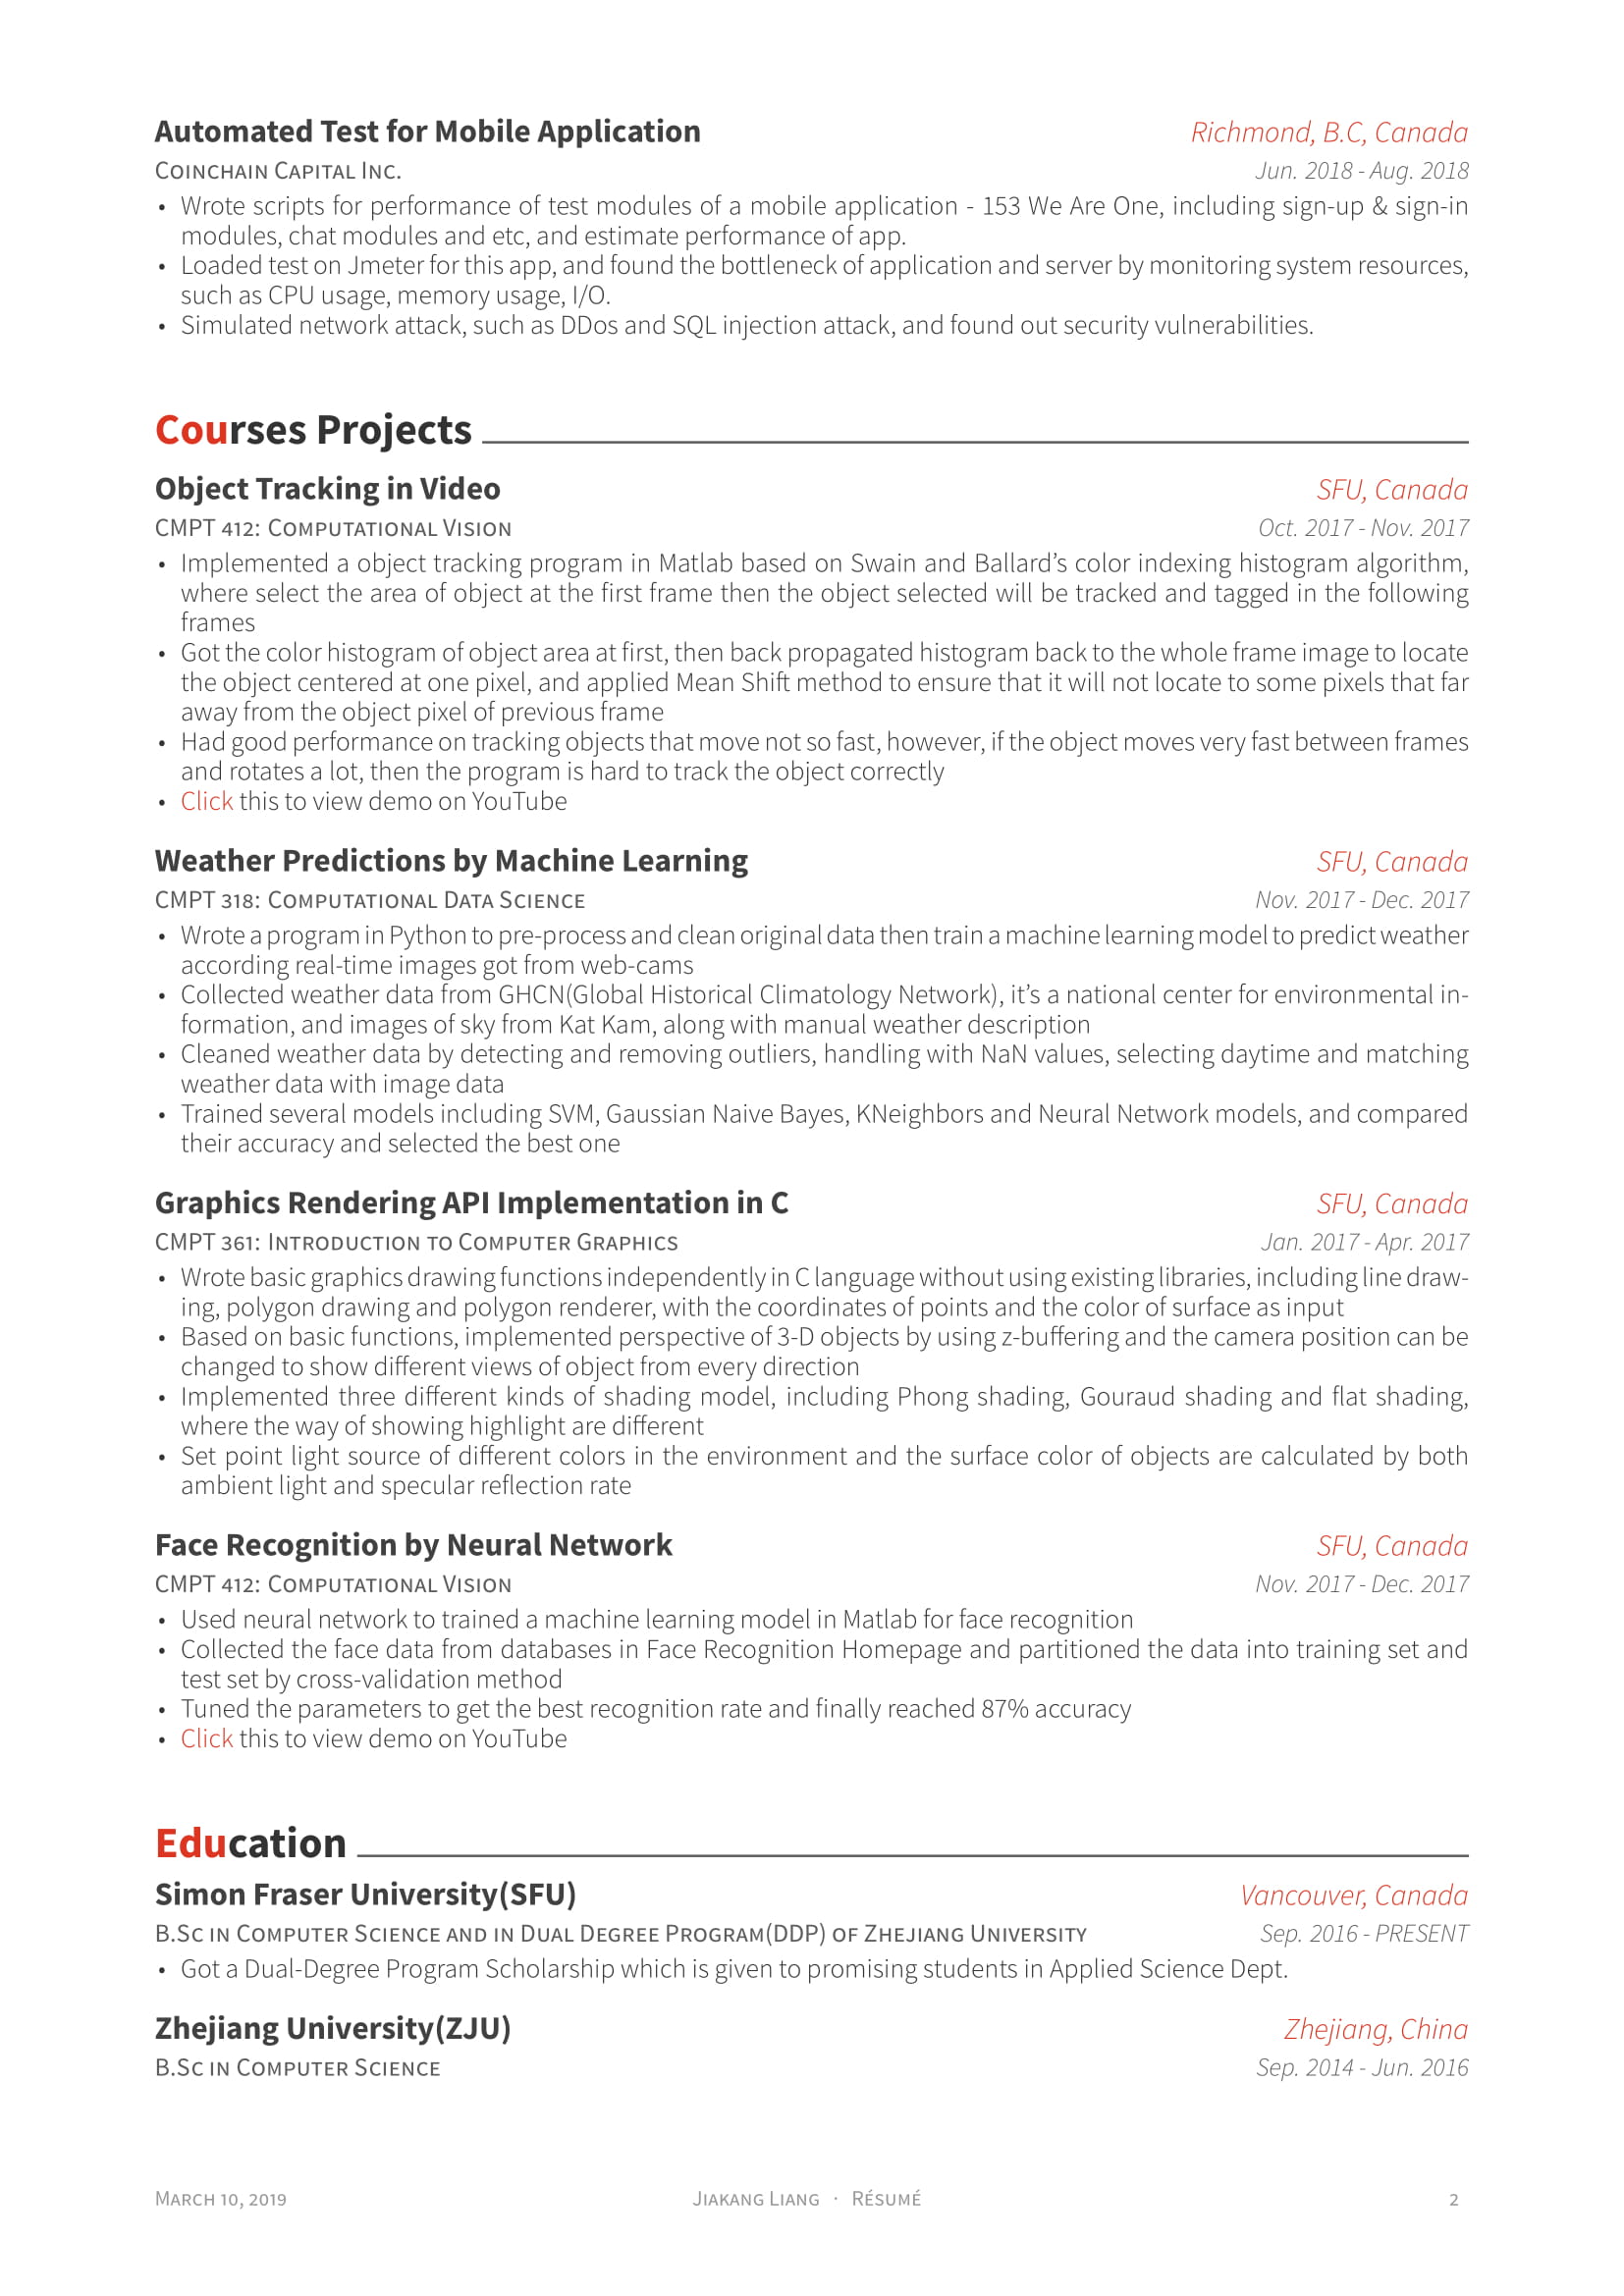 Automated Test for Mobile Application Richmond, B.C, Canada
Coinchain Capital Inc. Jun. 2018 - Aug. 2018
• Wrote scripts for performance of test modules of a mobile application - 153 We Are One, including sign-up & sign-in
modules, chat modules and etc, and estimate performance of app.
• Loaded test on Jmeter for this app, and found the bottleneck of application and server by monitoring system resources,
such as CPU usage, memory usage, I/O.
• Simulated network attack, such as DDos and SQL injection attack, and found out security vulnerabilities.
Courses Projects
Object Tracking in Video SFU, Canada
CMPT 412: Computational Vision Oct. 2017 - Nov. 2017
• Implemented a object tracking program in Matlab based on Swain and Ballard’s color indexing histogram algorithm,
where select the area of object at the first frame then the object selected will be tracked and tagged in the following
frames
• Got the color histogram of object area at first, then back propagated histogram back to the whole frame image to locate
the object centered at one pixel, and applied Mean Shift method to ensure that it will not locate to some pixels that far
away from the object pixel of previous frame
• Had good performance on tracking objects that move not so fast, however, if the object moves very fast between frames
and rotates a lot, then the program is hard to track the object correctly
• Click this to view demo on YouTube
Weather Predictions by Machine Learning SFU, Canada
CMPT 318: Computational Data Science Nov. 2017 - Dec. 2017
• Wrote a program in Python to pre-process and clean original data then train a machine learning model to predict weather
according real-time images got from web-cams
• Collected weather data from GHCN(Global Historical Climatology Network), it’s a national center for environmental in-
formation, and images of sky from Kat Kam, along with manual weather description
• Cleaned weather data by detecting and removing outliers, handling with NaN values, selecting daytime and matching
weather data with image data
• Trained several models including SVM, Gaussian Naive Bayes, KNeighbors and Neural Network models, and compared
their accuracy and selected the best one
Graphics Rendering API Implementation in C SFU, Canada
CMPT 361: Introduction to Computer Graphics Jan. 2017 - Apr. 2017
• Wrote basic graphics drawing functions independently in C language without using existing libraries, including line draw-
ing, polygon drawing and polygon renderer, with the coordinates of points and the color of surface as input
• Based on basic functions, implemented perspective of 3-D objects by using z-buffering and the camera position can be
changed to show different views of object from every direction
• Implemented three different kinds of shading model, including Phong shading, Gouraud shading and flat shading,
where the way of showing highlight are different
• Set point light source of different colors in the environment and the surface color of objects are calculated by both
ambient light and specular reflection rate
Face Recognition by Neural Network SFU, Canada
CMPT 412: Computational Vision Nov. 2017 - Dec. 2017
• Used neural network to trained a machine learning model in Matlab for face recognition
• Collected the face data from databases in Face Recognition Homepage and partitioned the data into training set and
test set by cross-validation method
• Tuned the parameters to get the best recognition rate and finally reached 87% accuracy
• Click this to view demo on YouTube
Education
Simon Fraser University(SFU) Vancouver, Canada
B.Sc in Computer Science and in Dual Degree Program(DDP) of Zhejiang University Sep. 2016 - PRESENT
• Got a Dual-Degree Program Scholarship which is given to promising students in Applied Science Dept.
Zhejiang University(ZJU) Zhejiang, China
B.Sc in Computer Science Sep. 2014 - Jun. 2016
March 10, 2019 Jiakang Liang · Résumé 2